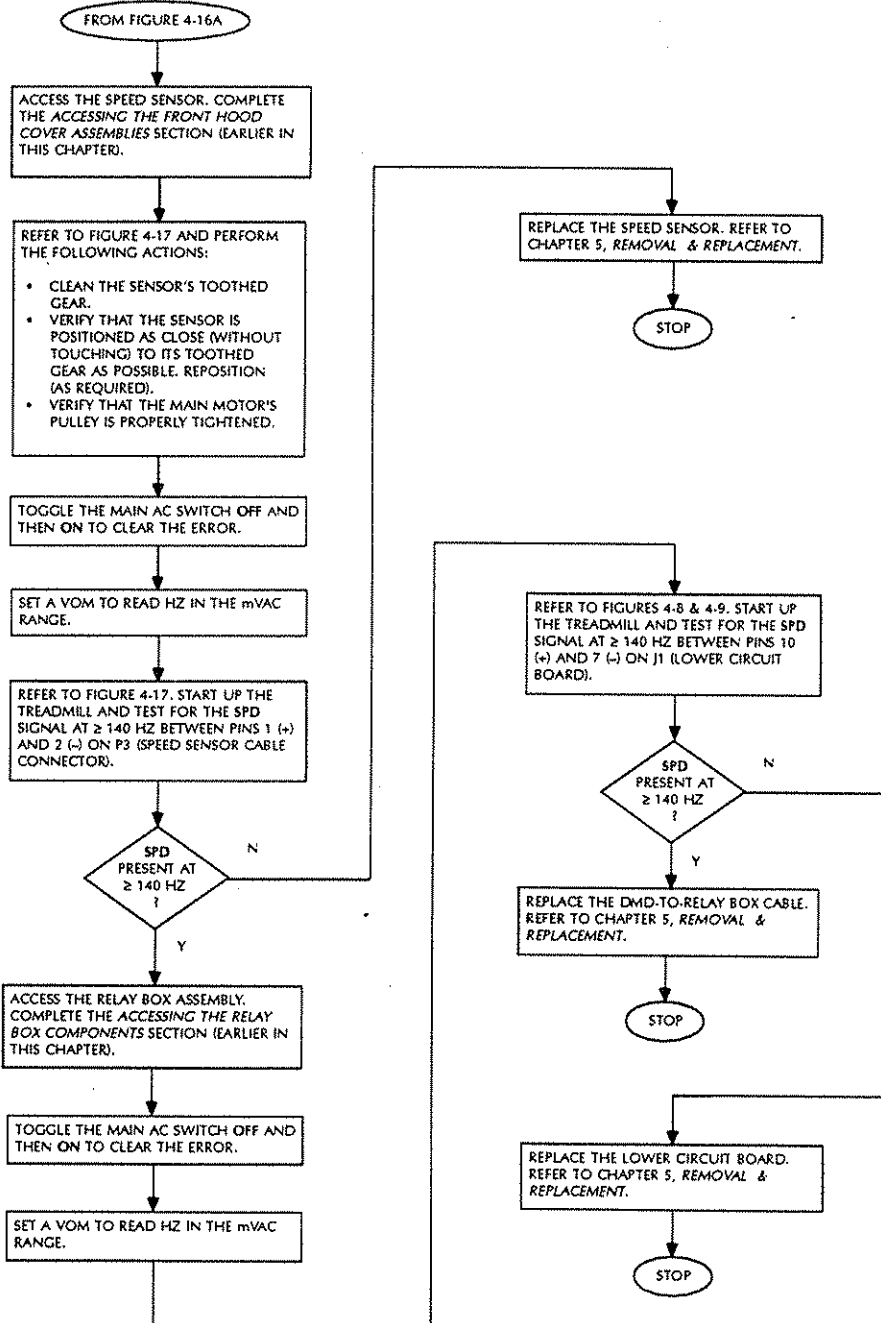 FROM FIGURE 4-16A
ACCESS THE SPEED SENSOR. COMPLETE
THE ACCESSING THE FRONT HOOD
COVER ASSEMBLIES SECTION (EARLIER IN
THIS CHAPTER).
REFER TO FIGURE 4-17 AND PERFORM
THE FOLLOWING ACTIONS:
• CLEAN THE SENSOR'S TOOTHED
GEAR.
• VERIFY THAT THE SENSOR IS
POSITIONED AS CLOSE (WITHOUT
TOUCHING) TO ITS TOOTHED
GEAR AS POSSIBLE. REPOSITION
(AS REQUIRED).
• VERIFY THAT THE MAIN MOTOR'S
PULLEY IS PROPERLY TIGHTENED.
TOGGLE THE MAIN AC SWITCH OFF AND
THEN ON TO CLEAR THE ERROR.
SET A VOM TO READ HZ IN THE mVAC
RANGE.
REFER TO FIGURE 4-17. START UP THE
TREADMILL AND TEST FOR THE SPD
SIGNAL AT ≥ 140 HZ BETWEEN PINS 1 (+)
AND 2 (-) ON P3 (SPEED SENSOR CABLE
CONNECTOR).
SPD
PRESENT AT
≥ 140 HZ
?
N
Y
ACCESS THE RELAY BOX ASSEMBLY.
COMPLETE THE ACCESSING THE RELAY
BOX COMPONENTS SECTION (EARLIER IN
THIS CHAPTER).
TOGGLE THE MAIN AC SWITCH OFF AND
THEN ON TO CLEAR THE ERROR.
SET A VOM TO READ HZ IN THE mVAC
RANGE.
REPLACE THE SPEED SENSOR. REFER TO
CHAPTER 5, REMOVAL & REPLACEMENT.
STOP
REFER TO FIGURES 4-8 & 4-9. START UP
THE TREADMILL AND TEST FOR THE SPD
SIGNAL AT ≥ 140 HZ BETWEEN PINS 10
(+) AND 7 (-) ON J1 (LOWER CIRCUIT
BOARD).
SPD
PRESENT AT
≥ 140 HZ
?
N
Y
REPLACE THE DMD-TO-RELAY BOX CABLE.
REFER TO CHAPTER 5, REMOVAL &
REPLACEMENT.
STOP
REPLACE THE LOWER CIRCUIT BOARD.
REFER TO CHAPTER 5, REMOVAL &
REPLACEMENT.
STOP